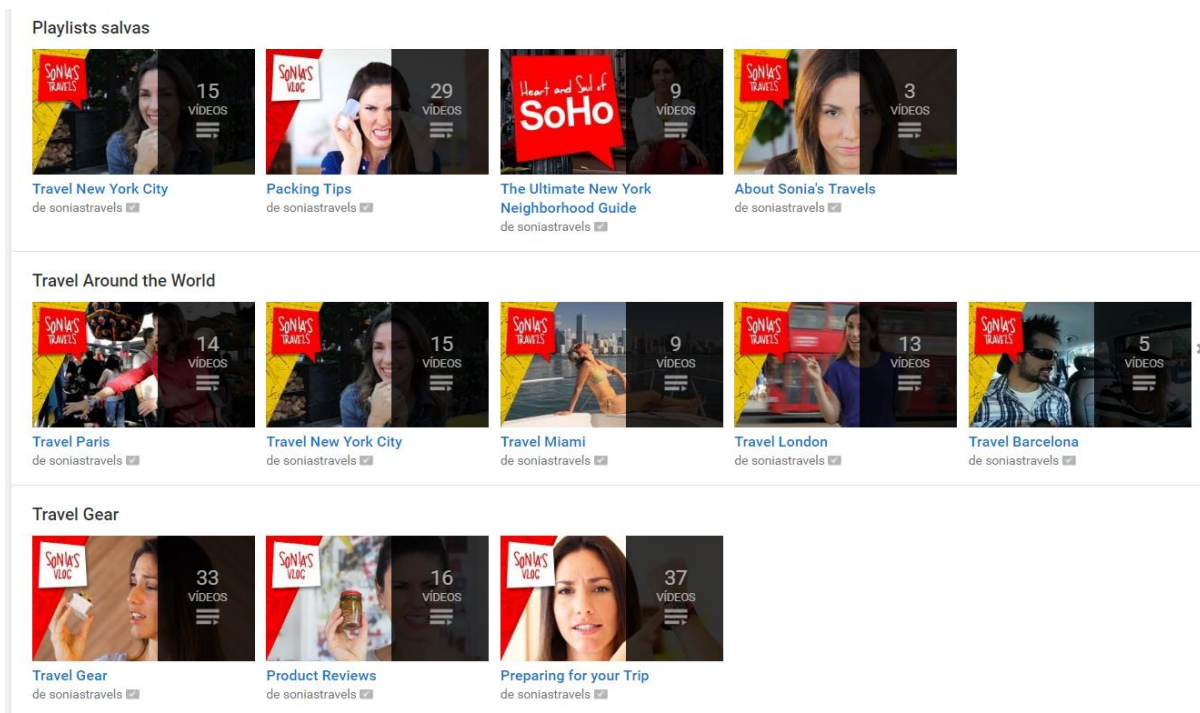 Playlists salvas
SONIA'S
TRAVELS
15
VÍDEOS
Travel New York City
de soniastravels
SONIA'S
VLOG
29
VÍDEOS
Packing Tips
de soniastravels
Heart and Soul of
SoHo
9
VÍDEOS
The Ultimate New York
Neighborhood Guide
de soniastravels
SONIA'S
TRAVELS
3
VÍDEOS
About Sonia's Travels
de soniastravels
Travel Around the World
SONIA'S
TRAVELS
14
VÍDEOS
Travel Paris
de soniastravels
SONIA'S
TRAVELS
15
VÍDEOS
Travel New York City
de soniastravels
SONIA'S
TRAVELS
9
VÍDEOS
Travel Miami
de soniastravels
SONIA'S
TRAVELS
13
VÍDEOS
Travel London
de soniastravels
SONIA'S
TRAVELS
5
VÍDEOS
Travel Barcelona
de soniastravels
Travel Gear
SONIA'S
VLOG
33
VÍDEOS
Travel Gear
de soniastravels
SONIA'S
VLOG
16
VÍDEOS
Product Reviews
de soniastravels
SONIA'S
VLOG
37
VÍDEOS
Preparing for your Trip
de soniastravels